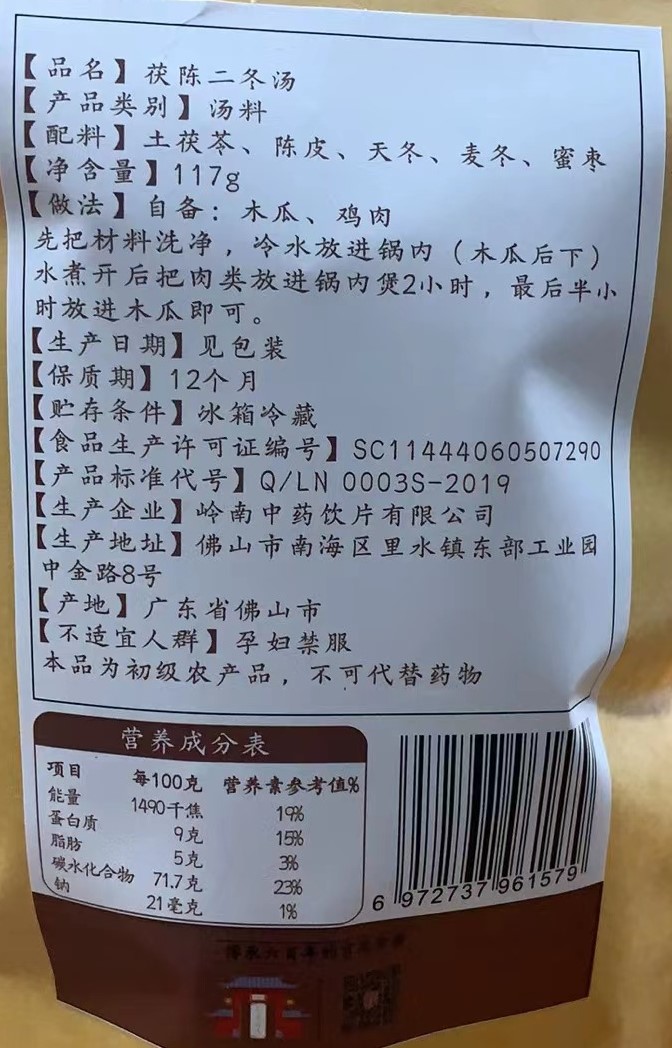 【品名】茯陈二冬汤
【产品类别】汤料
【配料】土茯苓、陈皮、天冬、麦冬、蜜枣
【净含量】117g
【做法】自备：木瓜、鸡肉
先把材料洗净，冷水放进锅内（木瓜后下）
水煮开后把肉类放进锅内煲2小时，最后半小
时放进木瓜即可。
【生产日期】见包装
【保质期】12个月
【贮存条件】冰箱冷藏
【食品生产许可证编号】SC11444060507290
【产品标准代号】Q/LN 0003S-2019
【生产企业】岭南中药饮片有限公司
【生产地址】佛山市南海区里水镇东部工业园
中金路8号
【产地】广东省佛山市
【不适宜人群】孕妇禁服
本品为初级农产品，不可代替药物
营养成分表
项目 每100克 营养素参考值%
能量 1490千焦 19%
蛋白质 9克 15%
脂肪 5克 3%
碳水化合物 71.7克 23%
钠 21毫克 1%
6 972737 961579